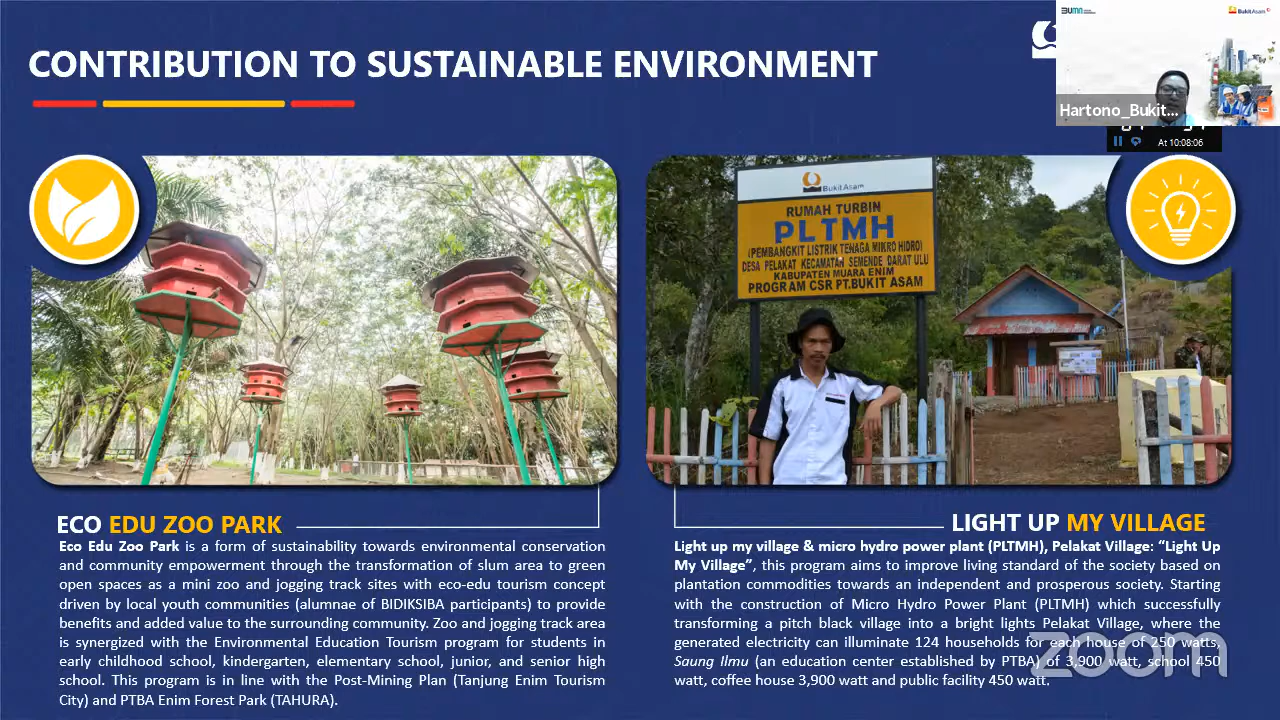 CONTRIBUTION TO SUSTAINABLE ENVIRONMENT
BUMN
BukitAsam
Hartono_Bukit...
At 10:08:06
BukitAsam
RUMAH TURBIN
PLTMH
(PEMBANGKIT LISTRIK TENAGA MIKRO HIDRO)
DESA PELAKAT KECAMATAN SEMENDE DARAT ULU
KABUPATEN MUARA ENIM
PROGRAM CSR PT.BUKIT ASAM
ECO EDU ZOO PARK
Eco Edu Zoo Park is a form of sustainability towards environmental conservation
and community empowerment through the transformation of slum area to green
open spaces as a mini zoo and jogging track sites with eco-edu tourism concept
driven by local youth communities (alumnae of BIDIKSIBA participants) to provide
benefits and added value to the surrounding community. Zoo and jogging track area
is synergized with the Environmental Education Tourism program for students in
early childhood school, kindergarten, elementary school, junior, and senior high
school. This program is in line with the Post-Mining Plan (Tanjung Enim Tourism
City) and PTBA Enim Forest Park (TAHURA).
LIGHT UP MY VILLAGE
Light up my village & micro hydro power plant (PLTMH), Pelakat Village: “Light Up
My Village”, this program aims to improve living standard of the society based on
plantation commodities towards an independent and prosperous society. Starting
with the construction of Micro Hydro Power Plant (PLTMH) which successfully
transforming a pitch black village into a bright lights Pelakat Village, where the
generated electricity can illuminate 124 households for each house of 250 watts,
Saung Ilmu (an education center established by PTBA) of 3,900 watt, school 450
watt, coffee house 3,900 watt and public facility 450 watt.
zoom